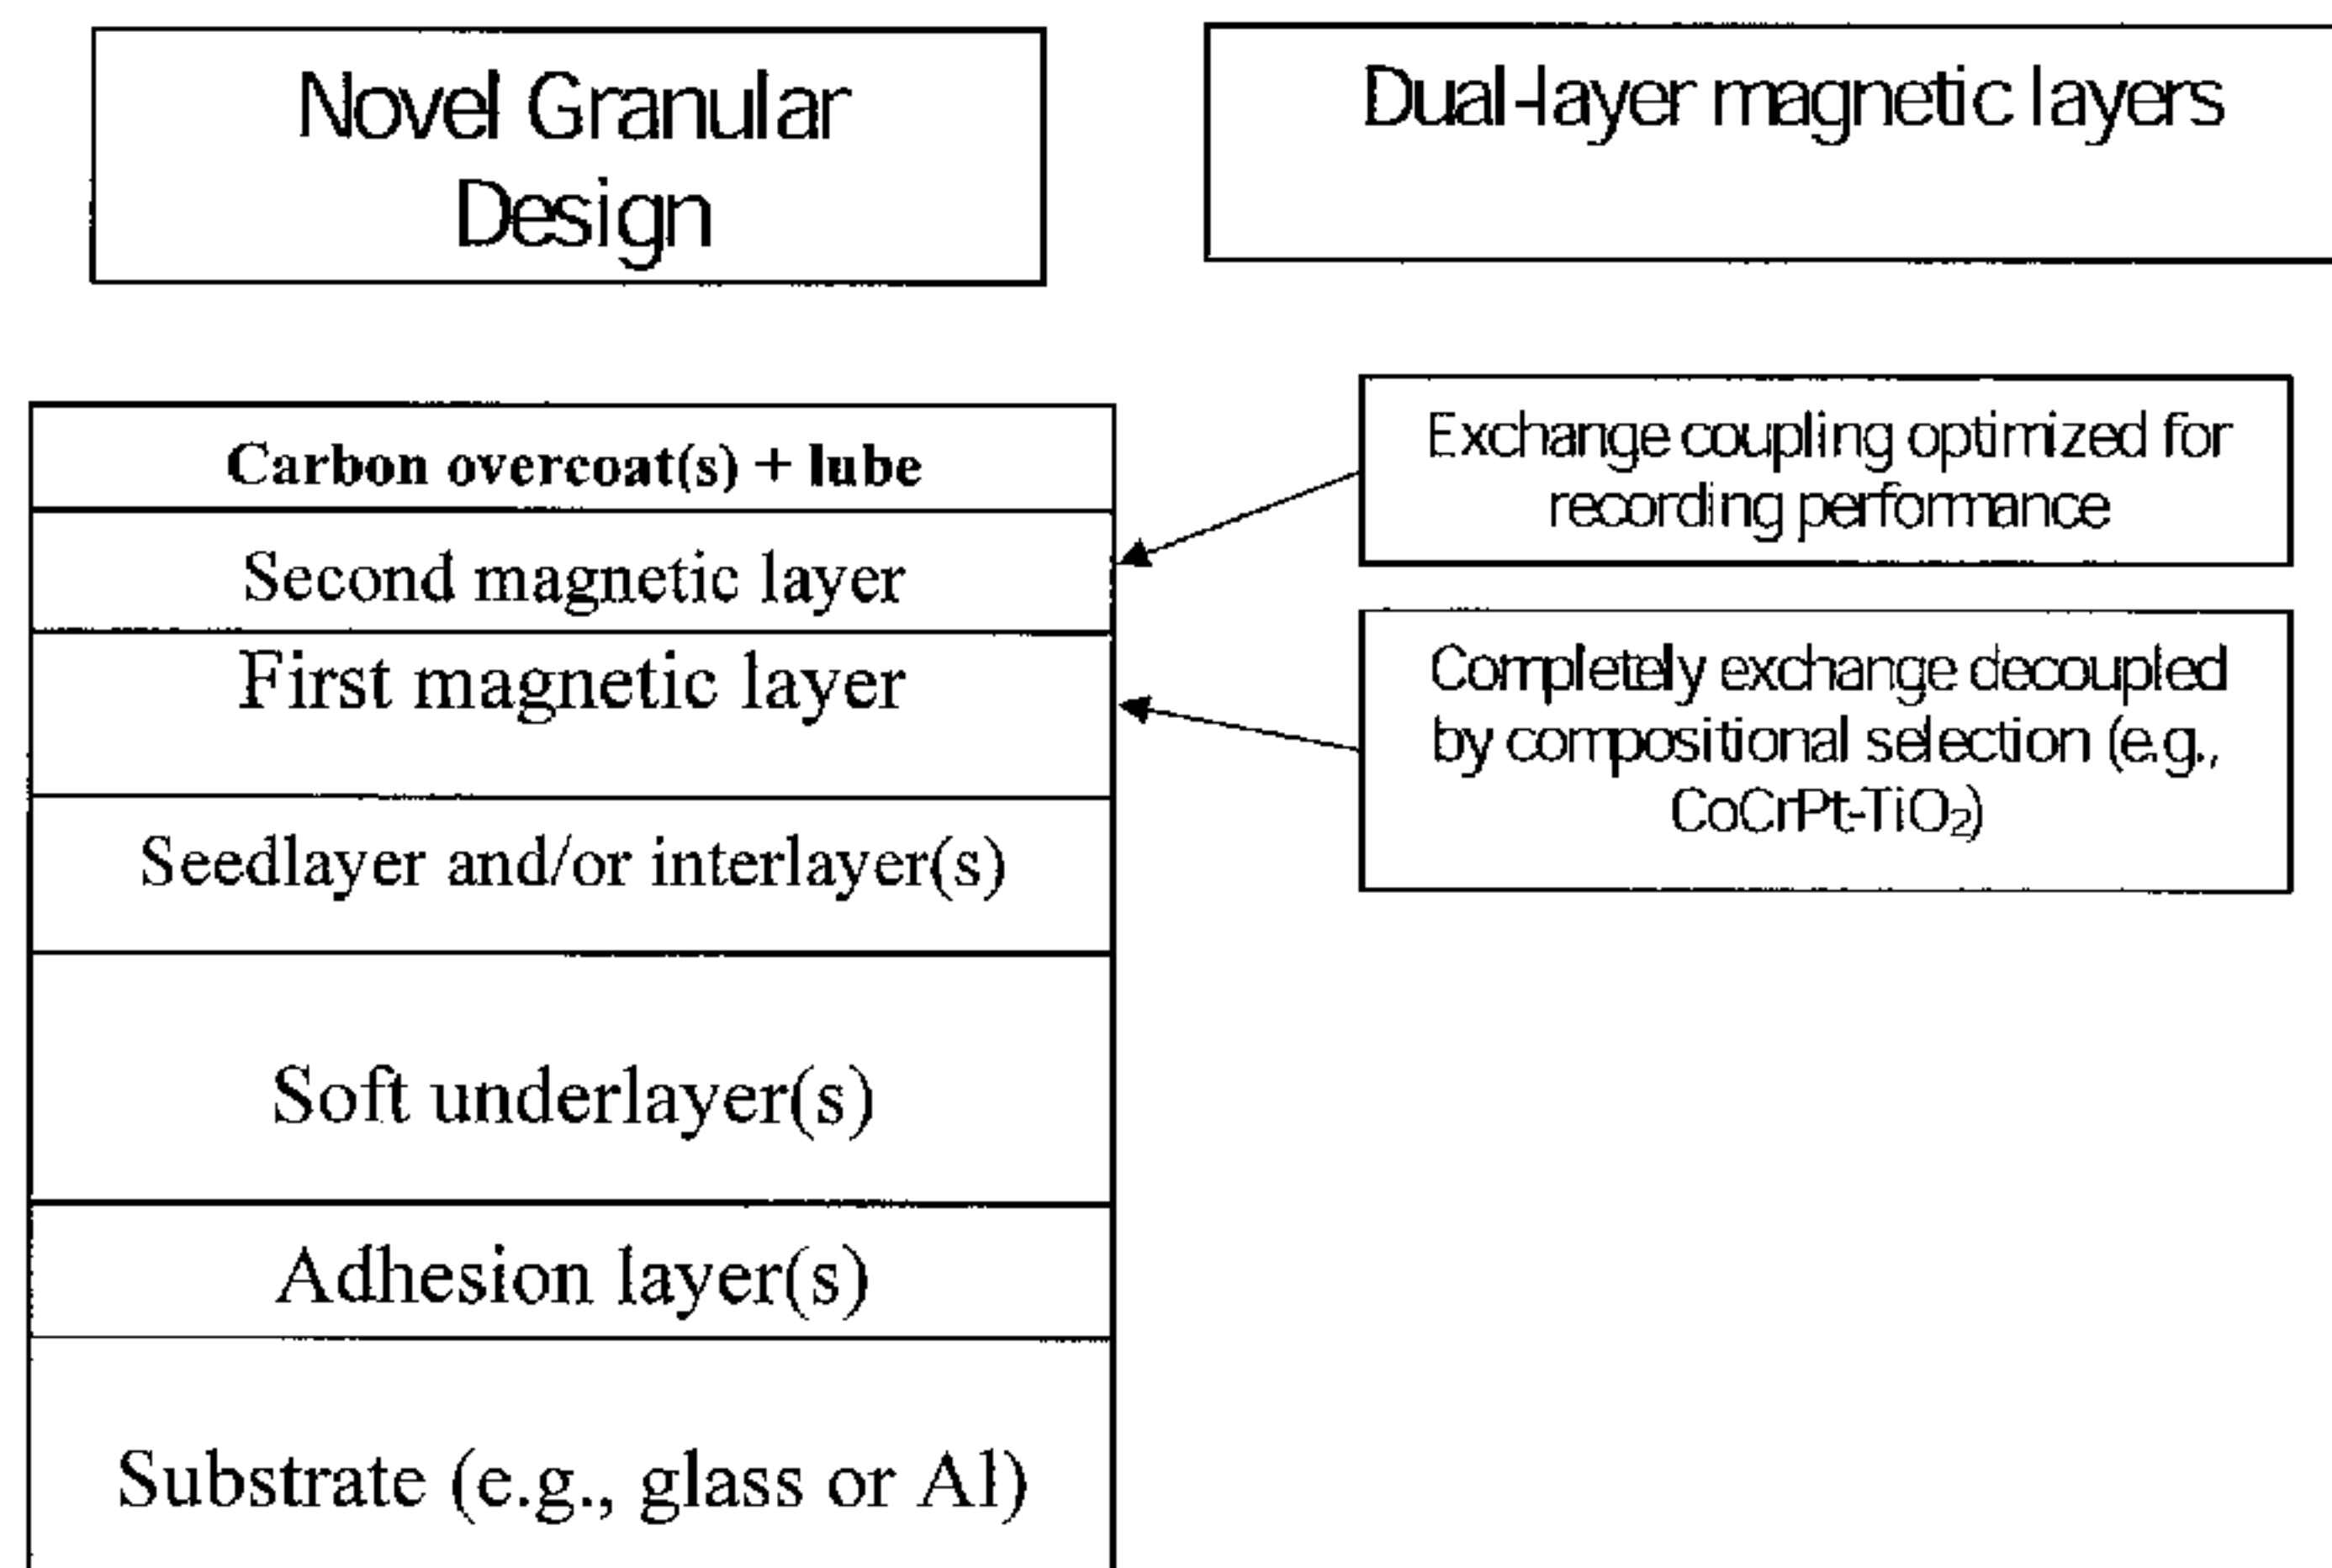 Novel Granular
Design
Dual-layer magnetic layers
Carbon overcoat(s) + lube
Second magnetic layer
First magnetic layer
Seedlayer and/or interlayer(s)
Soft underlayer(s)
Adhesion layer(s)
Substrate (e.g., glass or Al)
Exchange coupling optimized for
recording performance
Completely exchange decoupled
by compositional selection (e.g.,
CoCrPt-TiO₂)